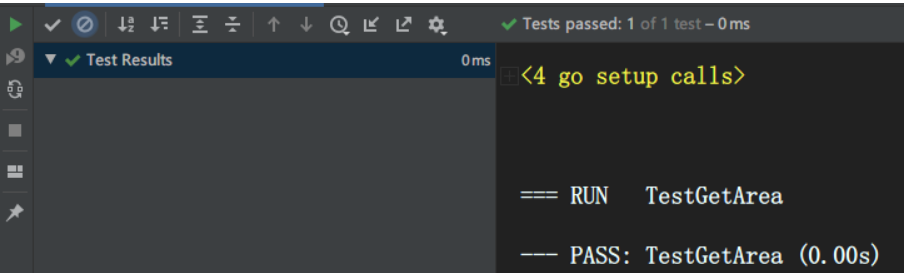 Tests passed: 1 of 1 test – 0 ms
Test Results 0 ms
<4 go setup calls>
=== RUN   TestGetArea
--- PASS: TestGetArea (0.00s)